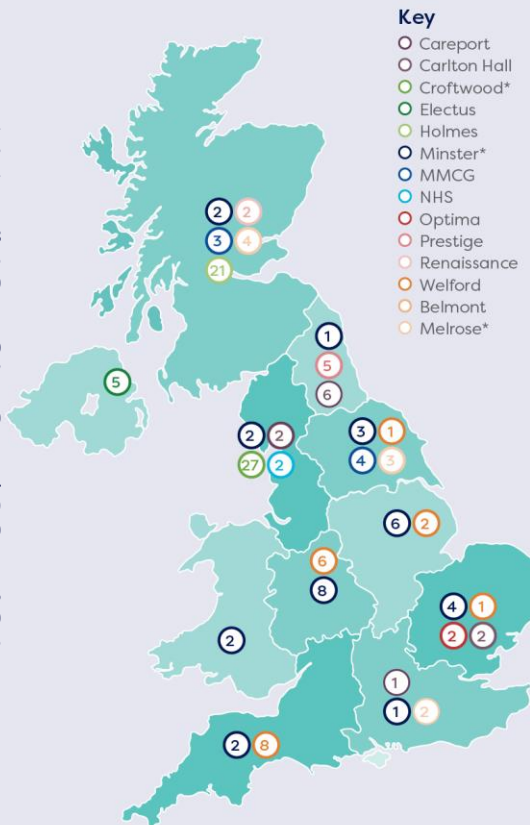 Key
Careport
Carlton Hall
Croftwood*
Electus
Holmes
Minster*
MMCG
NHS
Optima
Prestige
Renaissance
Welford
Belmont
Melrose*
2 2
3 4
21
1
5
6
5
2 2
27 2
3 1
4 3
6 2
6
8
4 1
2 2
2
1
1 2
2 8